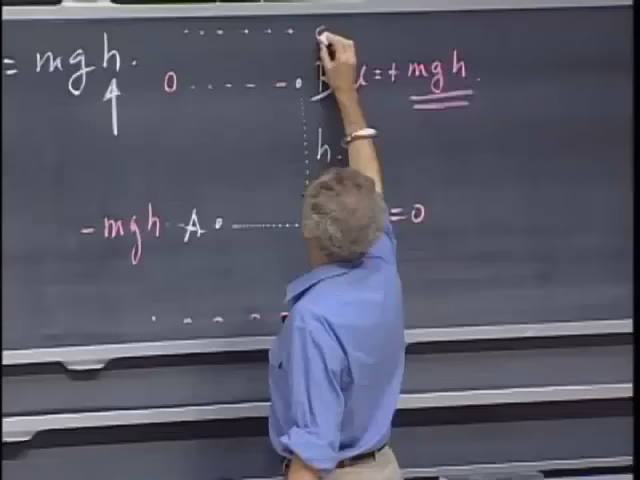 = mgh.
0 B u = + mgh.
h.
- mgh A = 0